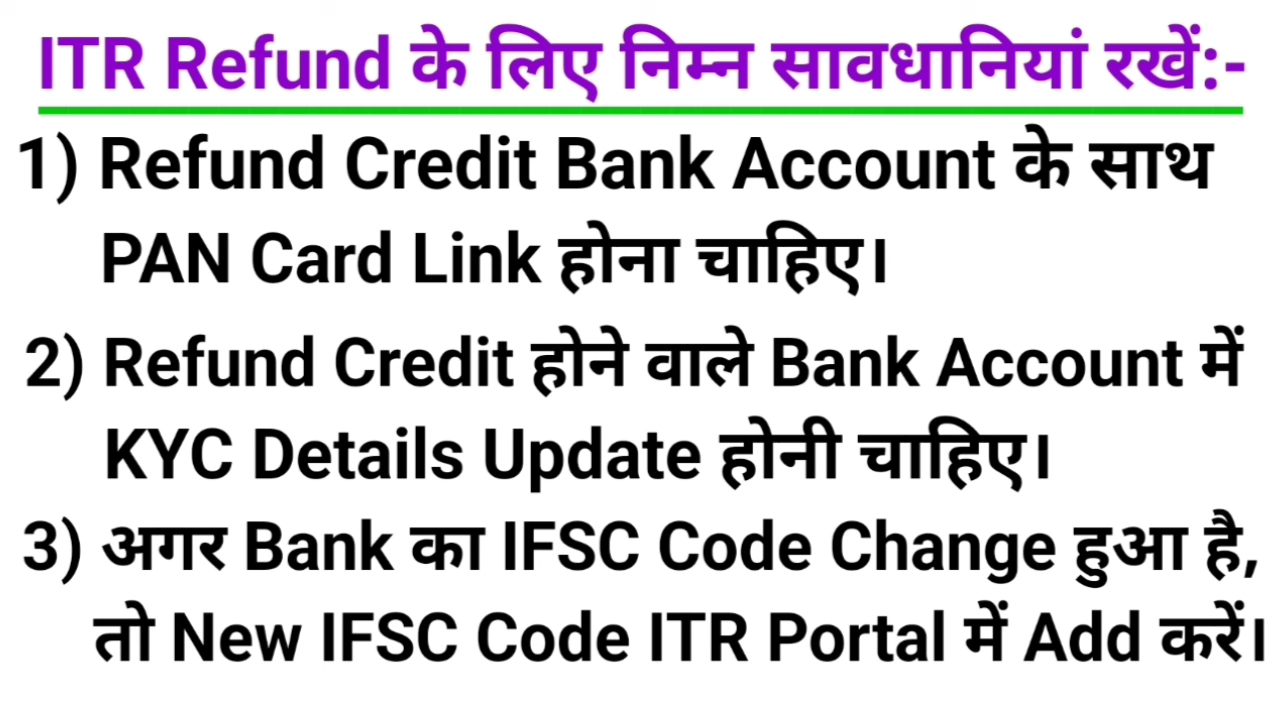 ITR Refund के लिए निम्न सावधानियां रखें:-
1) Refund Credit Bank Account के साथ
PAN Card Link होना चाहिए।
2) Refund Credit होने वाले Bank Account में
KYC Details Update होनी चाहिए।
3) अगर Bank का IFSC Code Change हुआ है,
तो New IFSC Code ITR Portal में Add करें।